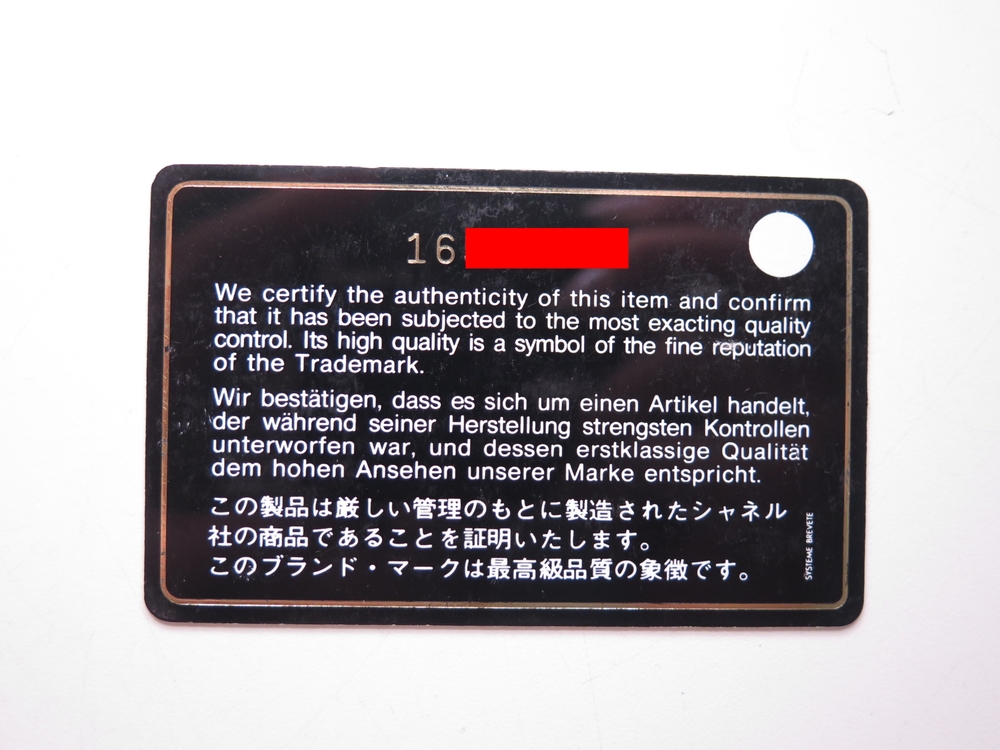 16
We certify the authenticity of this item and confirm
that it has been subjected to the most exacting quality
control. Its high quality is a symbol of the fine reputation
of the Trademark.
Wir bestätigen, dass es sich um einen Artikel handelt,
der während seiner Herstellung strengsten Kontrollen
unterworfen war, und dessen erstklassige Qualität
dem hohen Ansehen unserer Marke entspricht.
この製品は厳しい管理のもとに製造されたシャネル
社の商品であることを証明いたします。
このブランド・マークは最高級品質の象徴です。
SYSTEME BREVETE